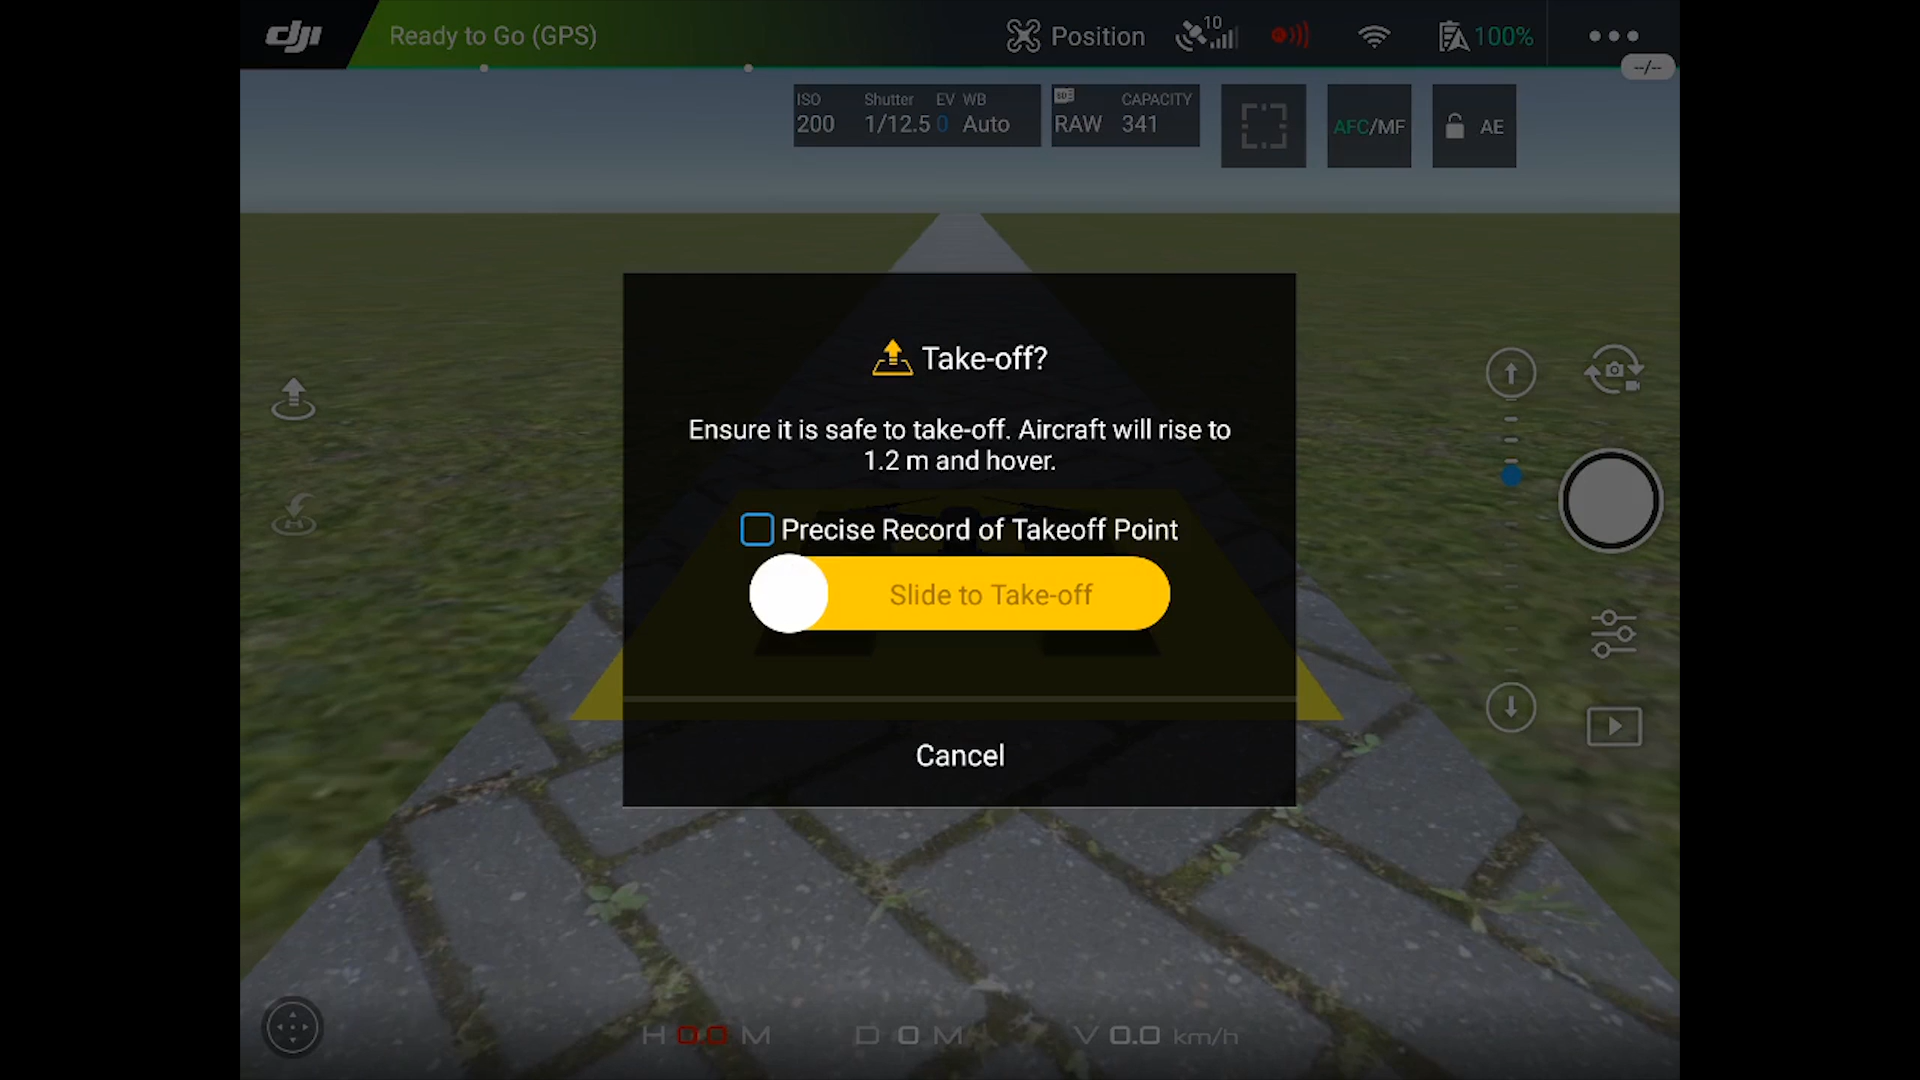 dji
Ready to Go (GPS)
Position
10
100%
--/--
ISO
200
Shutter
1/12.5
EV
0
WB
Auto
RAW
CAPACITY
341
AFC/MF
AE
Take-off?
Ensure it is safe to take-off. Aircraft will rise to
1.2 m and hover.
Precise Record of Takeoff Point
Slide to Take-off
Cancel
H 0.0 M
D 0 M
V 0.0 km/h